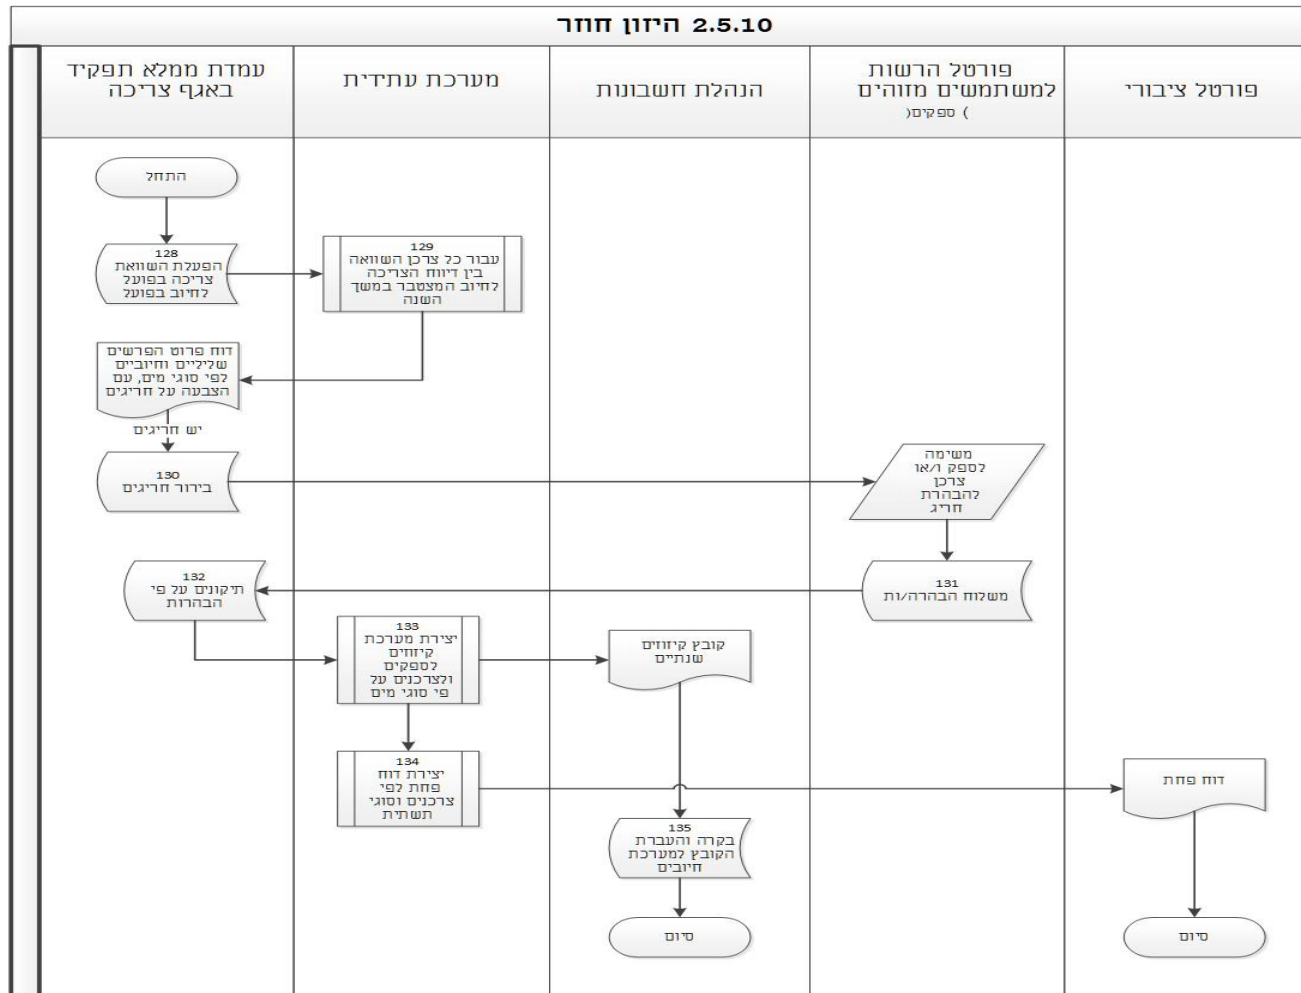 2.5.10 היזון חוזר
עמדת ממלא תפקיד
באגף צריכה
מערכת עתידית
הנהלת חשבונות
פורטל הרשות
למשתמשים מזוהים
) ספקים(
פורטל ציבורי
התחל
128
הפעלת השוואת
צריכה בפועל
לחיוב בפועל
129
עבור כל צרכן השוואה
בין דיווח הצריכה
לחיוב המצטבר במשך
השנה
דוח פרוט הפרשים
שליליים וחיוביים
לפי סוגי מים, עם
הצבעה על חריגים
יש חריגים
130
בירור חריגים
משימה
לספק ו/או
צרכן
להבהרת
חריג
131
משלוח הבהרה/ות
132
תיקונים על פי
הבהרות
133
יצירת מערכת
קיזוזים
לספקים
ולצרכנים על
פי סוגי מים
קובץ קיזוזים
שנתיים
134
יצירת דוח
פחת לפי
צרכנים וסוגי
תשתית
דוח פחת
135
בקרה והעברת
הקובץ למערכת
חיובים
סיום
סיום